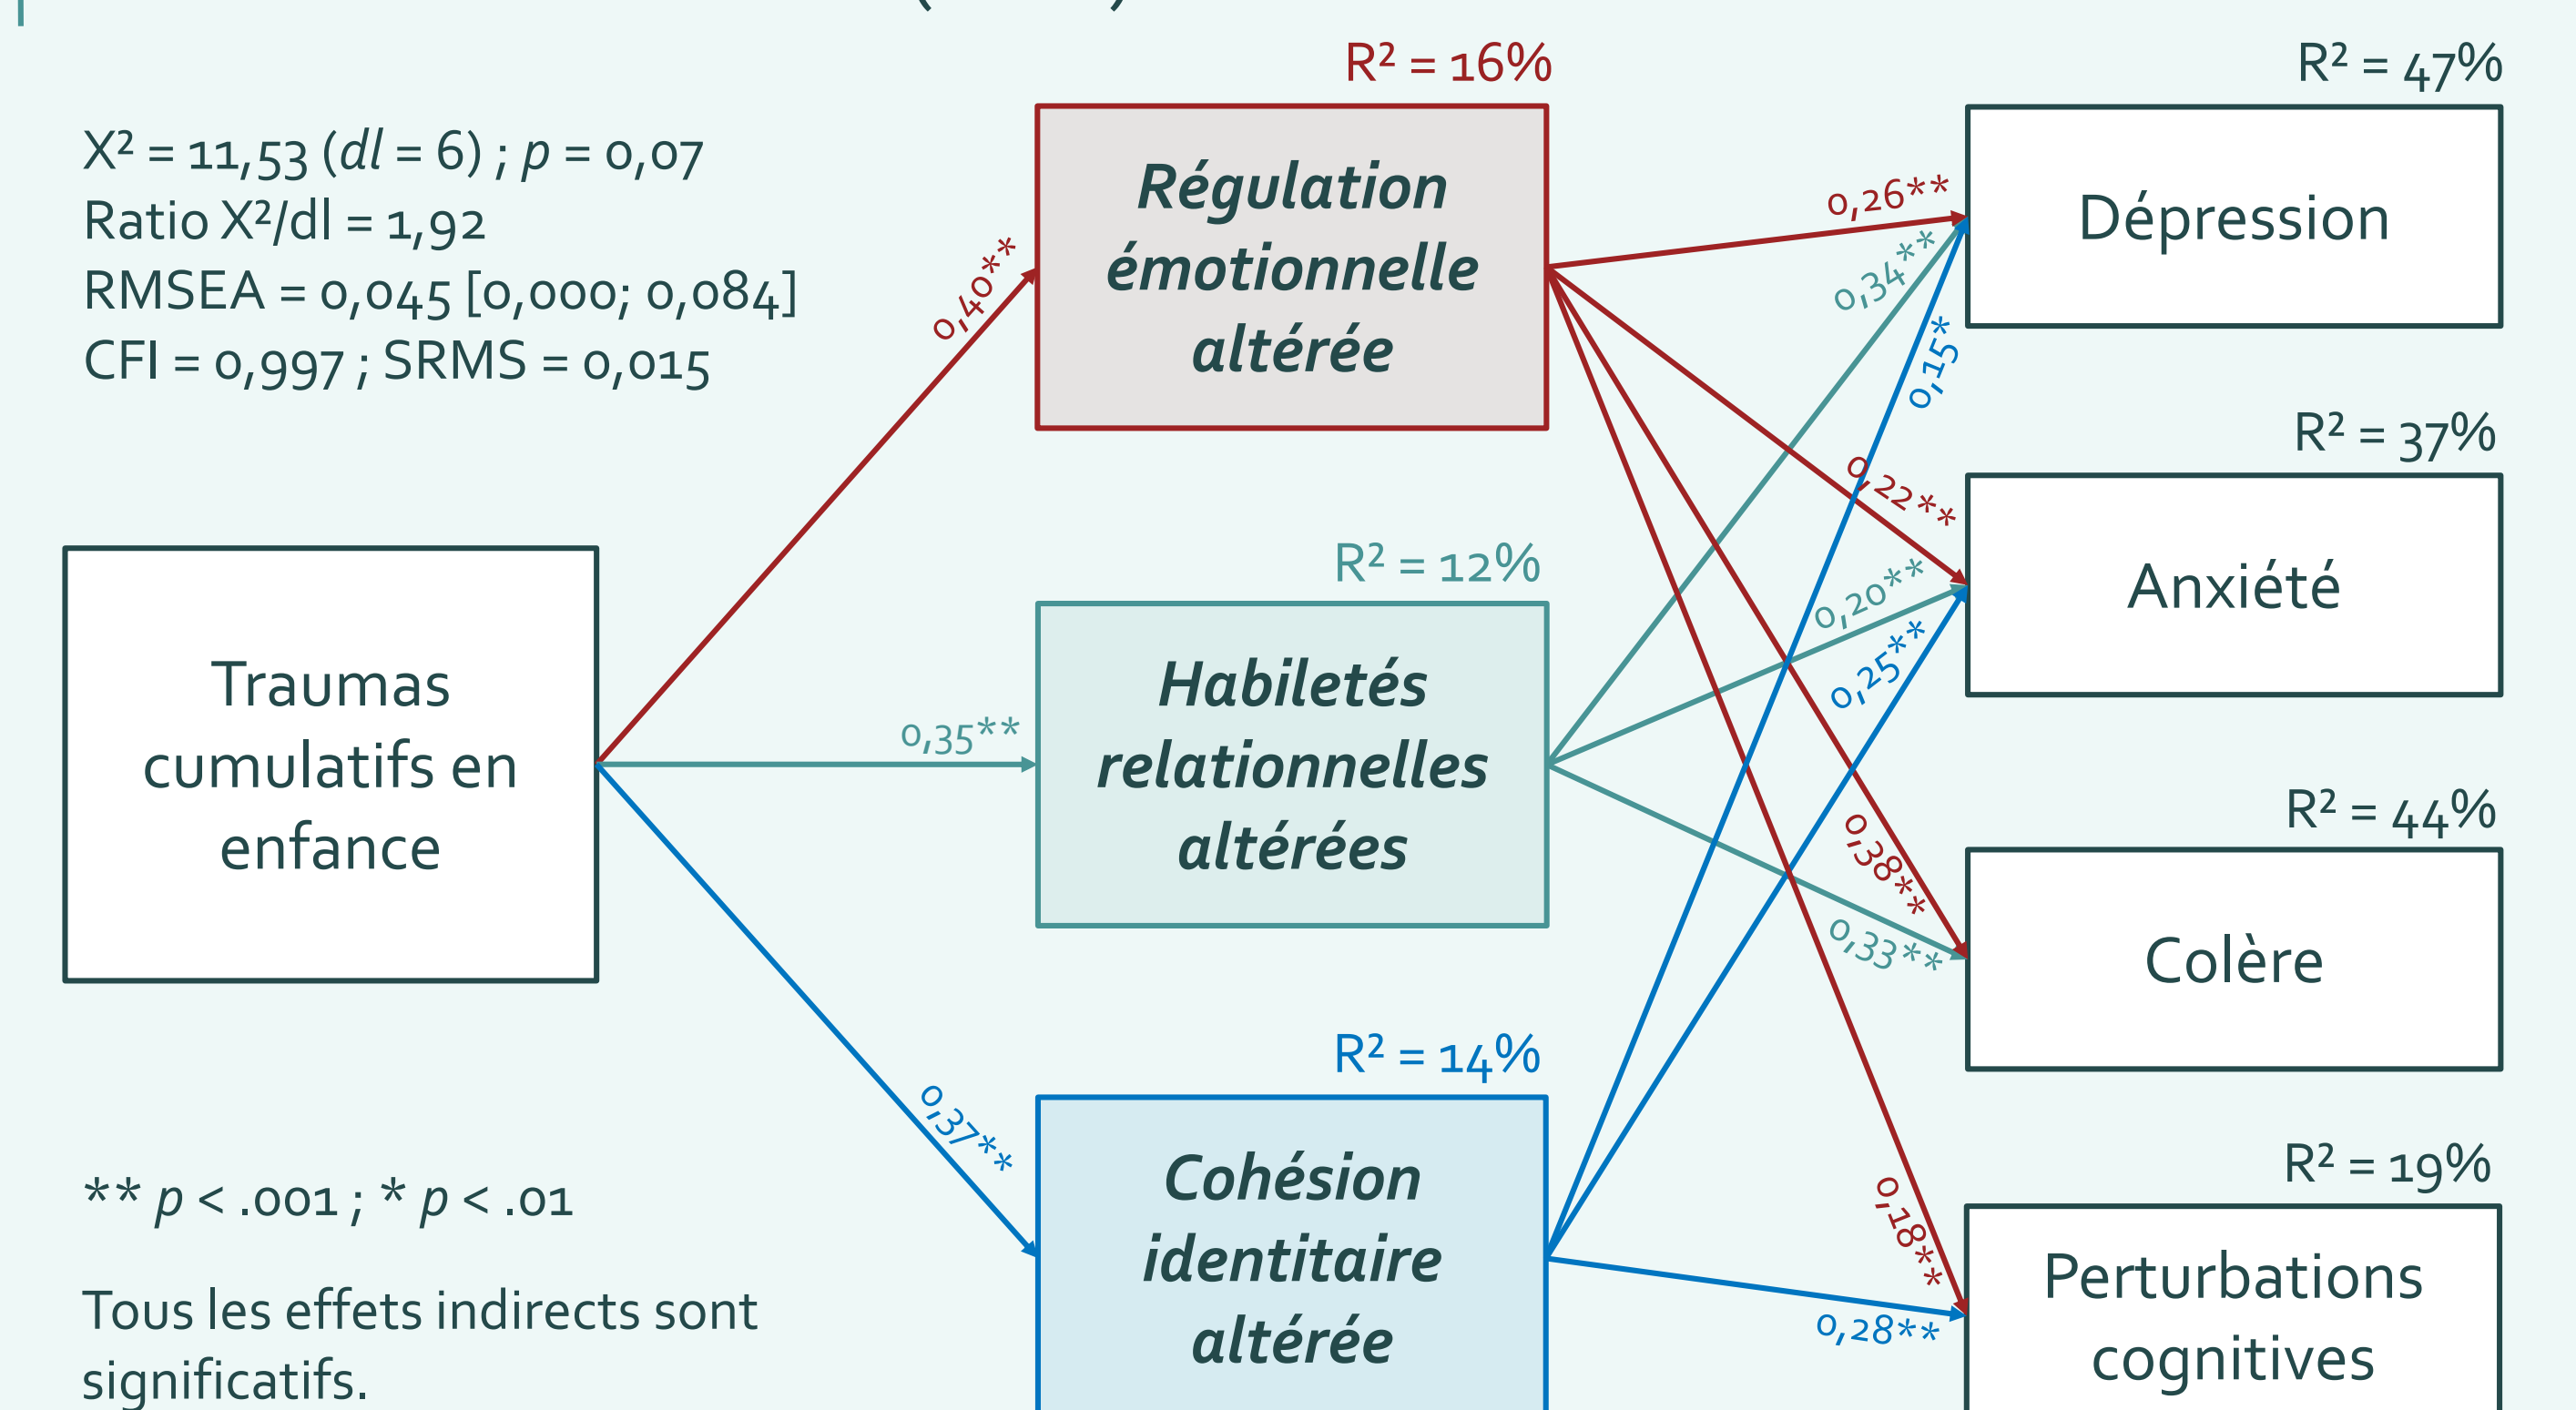 X² = 11,53 (dl = 6) ; p = 0,07
Ratio X²/dl = 1,92
RMSEA = 0,045 [0,000; 0,084]
CFI = 0,997 ; SRMS = 0,015
Traumas
cumulatifs en
enfance
** p < .001 ; * p < .01
Tous les effets indirects sont
significatifs.
0,40**
0,35**
0,37**
R² = 16%
Régulation
émotionnelle
altérée
R² = 12%
Habiletés
relationnelles
altérées
R² = 14%
Cohésion
identitaire
altérée
0,26**
0,34**
0,15*
0,22**
0,20**
0,25**
0,38**
0,33**
0,18**
0,28**
R² = 47%
Dépression
R² = 37%
Anxiété
R² = 44%
Colère
R² = 19%
Perturbations
cognitives